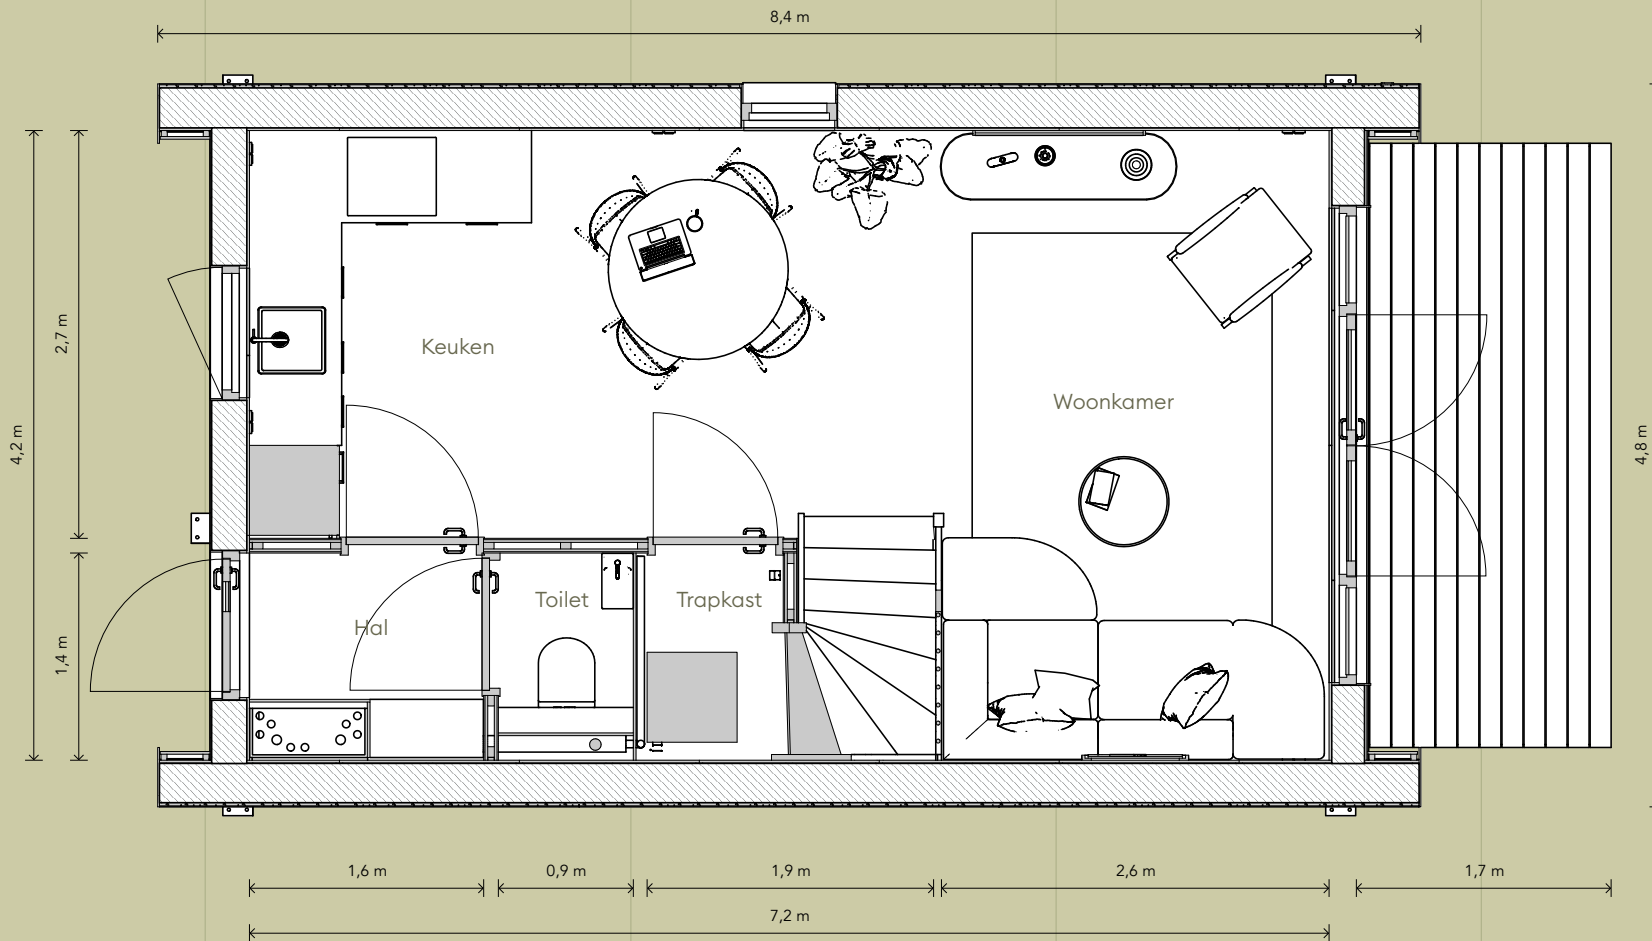 8,4 m
2,7 m
4,2 m
4,8 m
Keuken
Woonkamer
Toilet
Trapkast
Hal
1,4 m
1,6 m
0,9 m
1,9 m
2,6 m
1,7 m
7,2 m